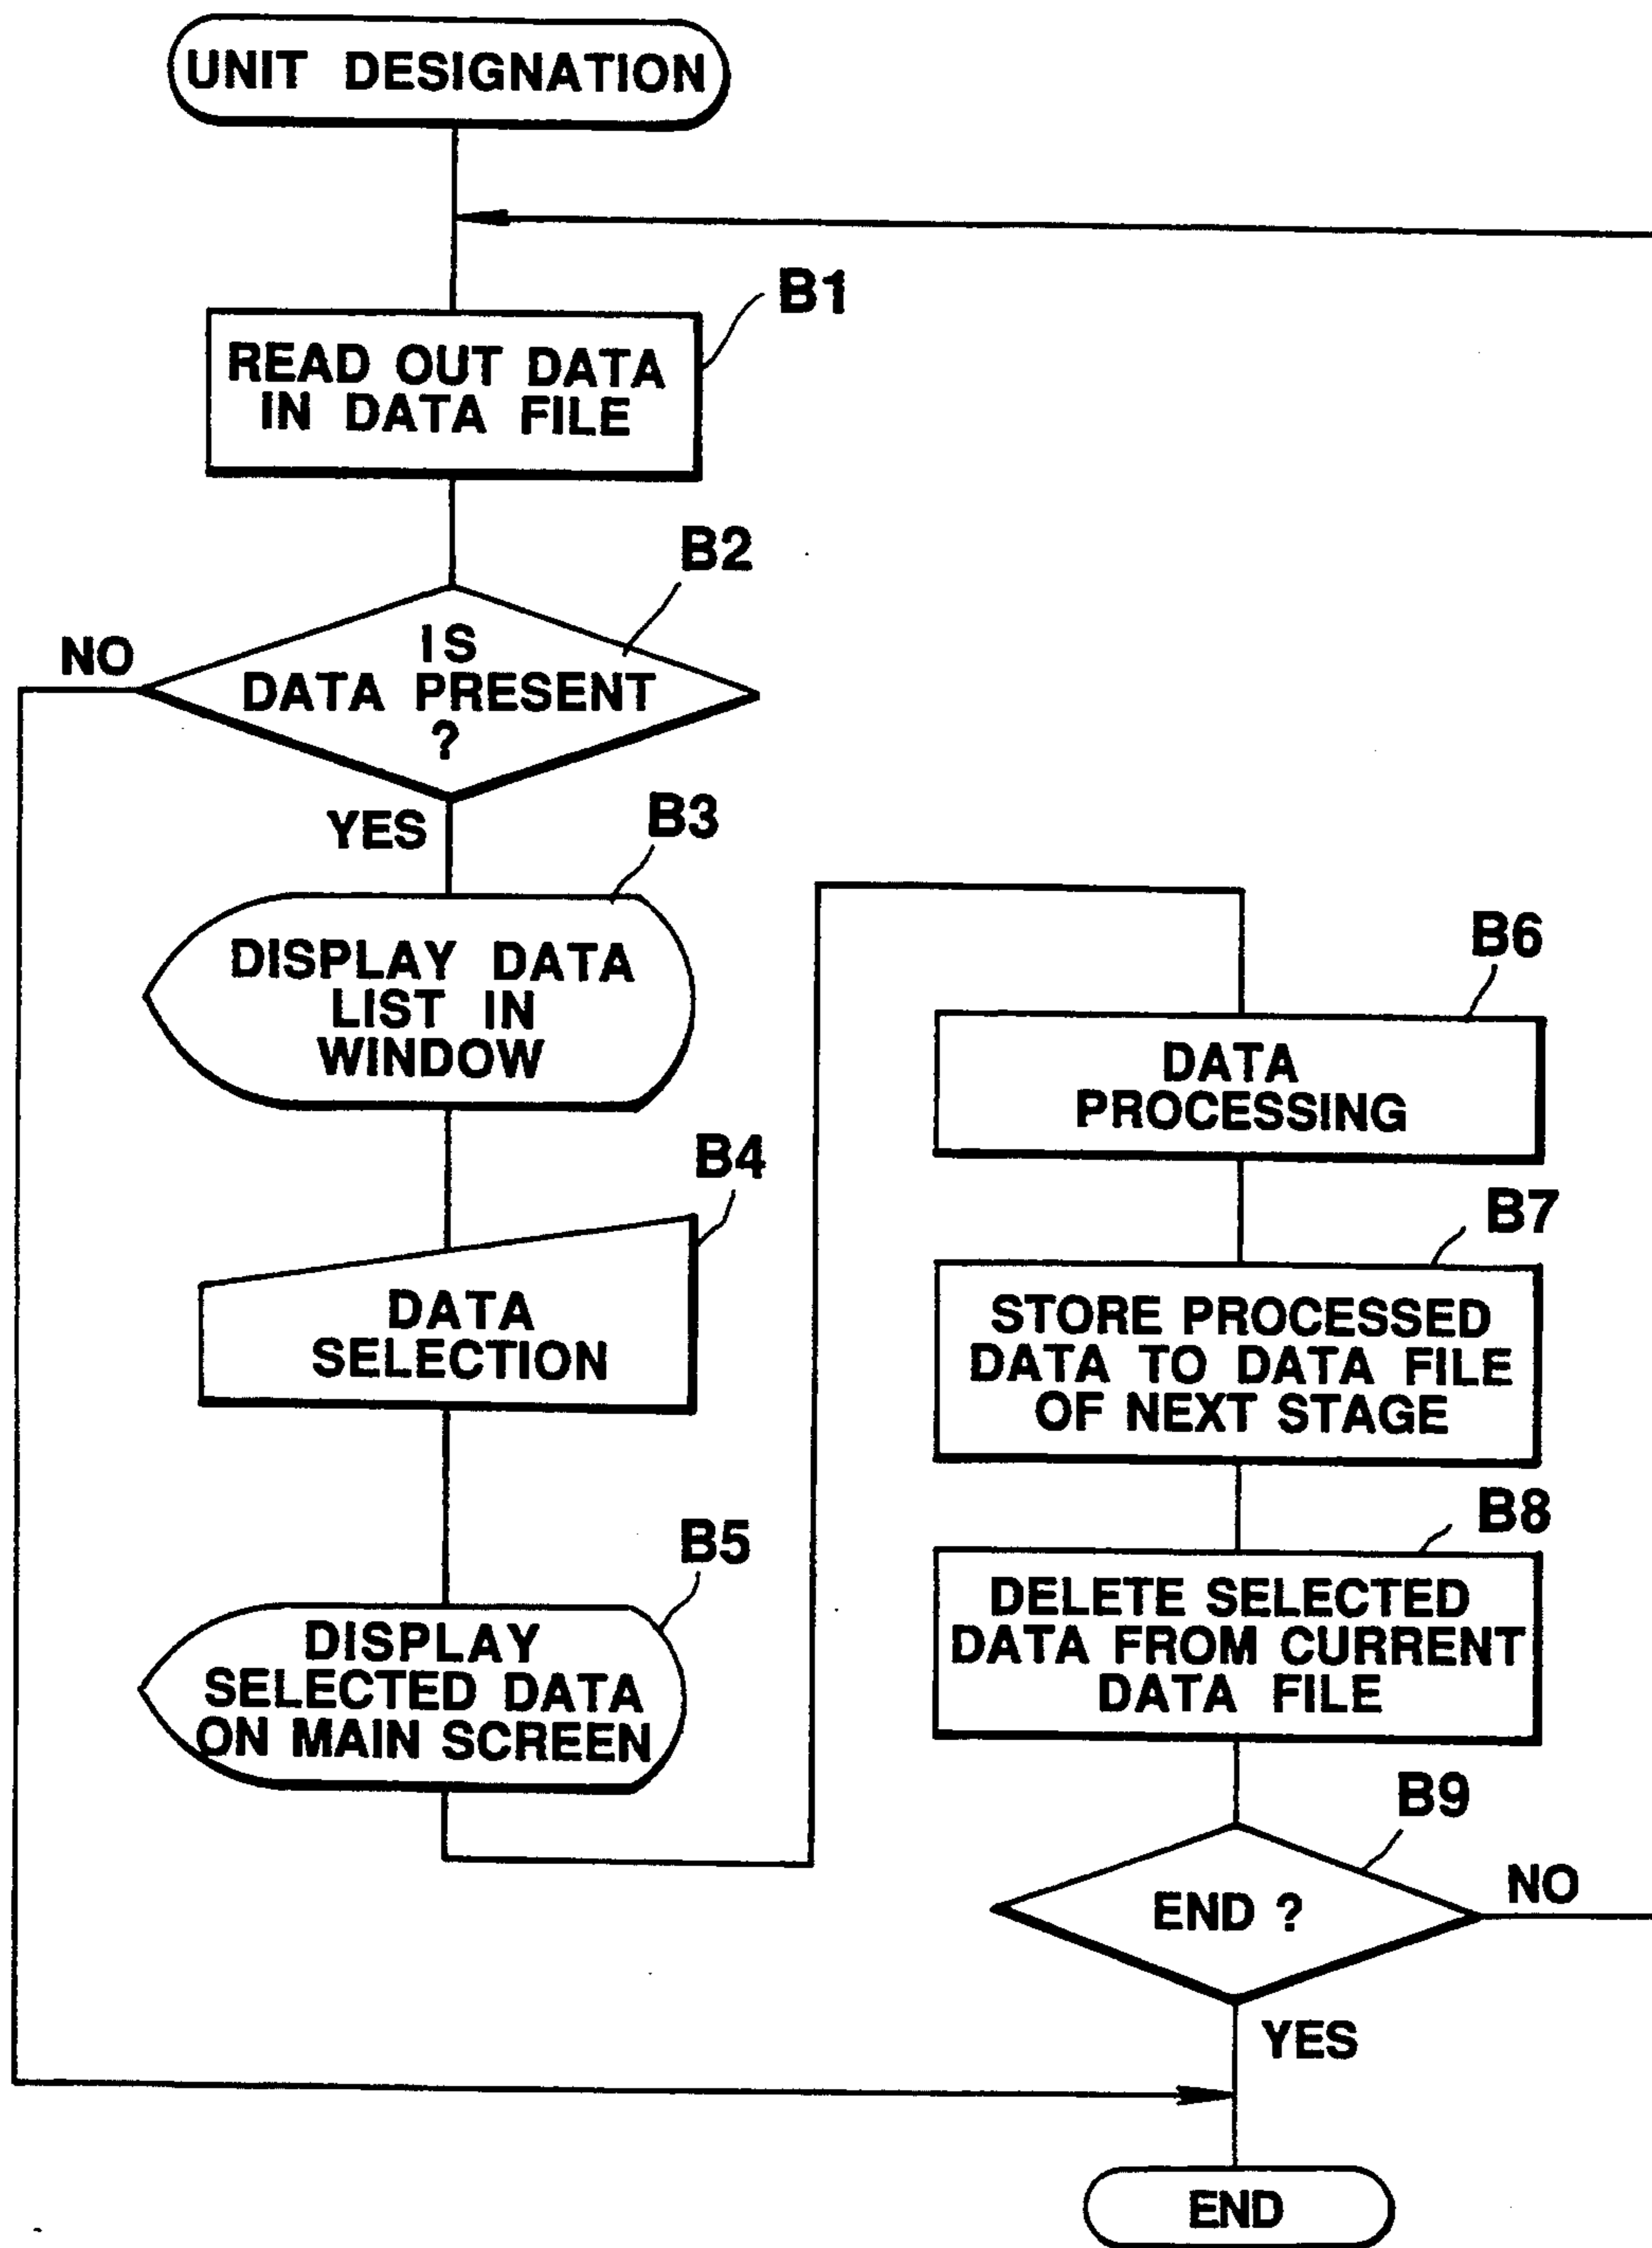 UNIT DESIGNATION
B1
READ OUT DATA
IN DATA FILE
B2
NO
IS
DATA PRESENT
?
YES
B3
DISPLAY DATA
LIST IN
WINDOW
B4
DATA
SELECTION
B5
DISPLAY
SELECTED DATA
ON MAIN SCREEN
B6
DATA
PROCESSING
B7
STORE PROCESSED
DATA TO DATA FILE
OF NEXT STAGE
B8
DELETE SELECTED
DATA FROM CURRENT
DATA FILE
B9
END ?
NO
YES
END